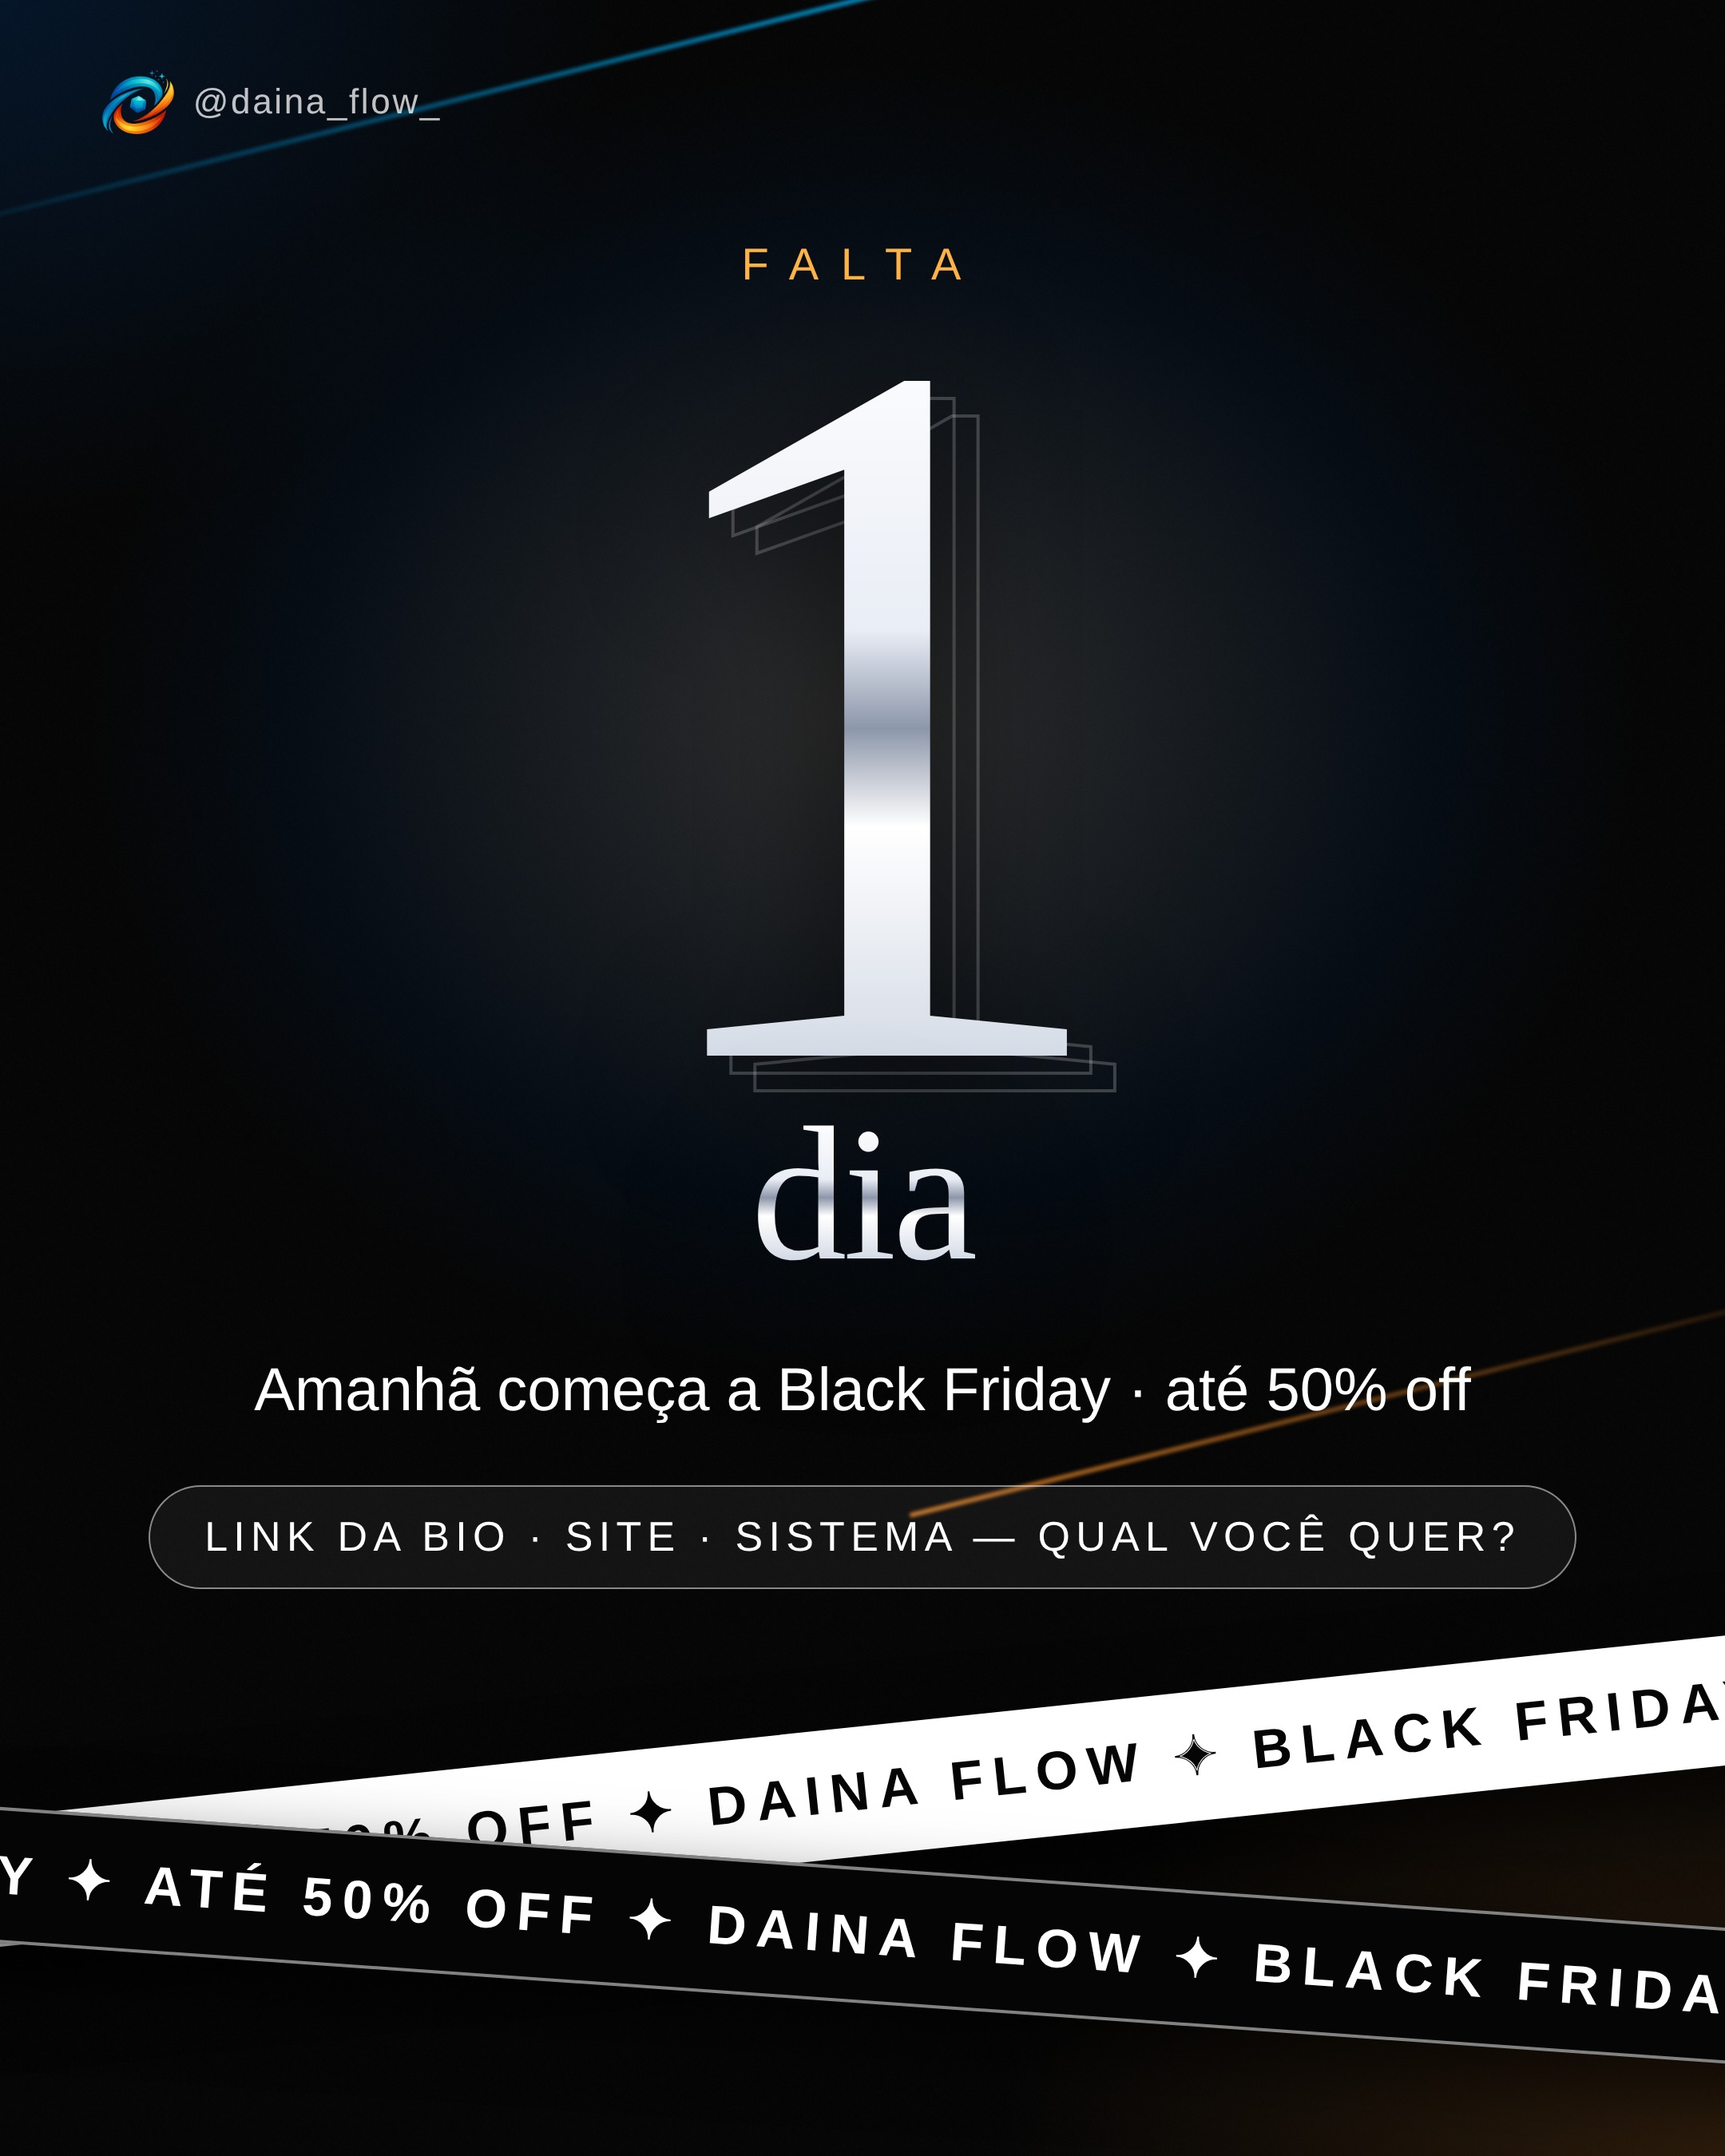 @daina_flow_
FALTA
1
dia
Amanhã começa a Black Friday · até 50% off
LINK DA BIO · SITE · SISTEMA — QUAL VOCÊ QUER?
OFF ✦ DAINA FLOW ✦ BLACK FRIDAY
Y ✦ ATÉ 50% OFF ✦ DAINA FLOW ✦ BLACK FRIDA